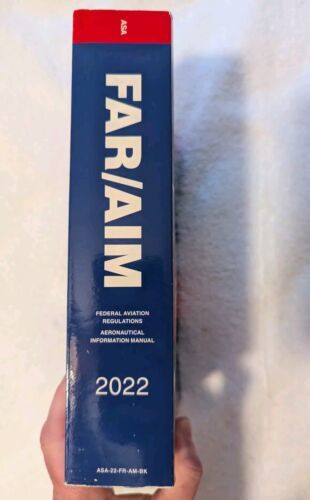 ASA
FAR/AIM
FEDERAL AVIATION
REGULATIONS
AERONAUTICAL
INFORMATION MANUAL
2022
ASA-22-FR-AM-BK